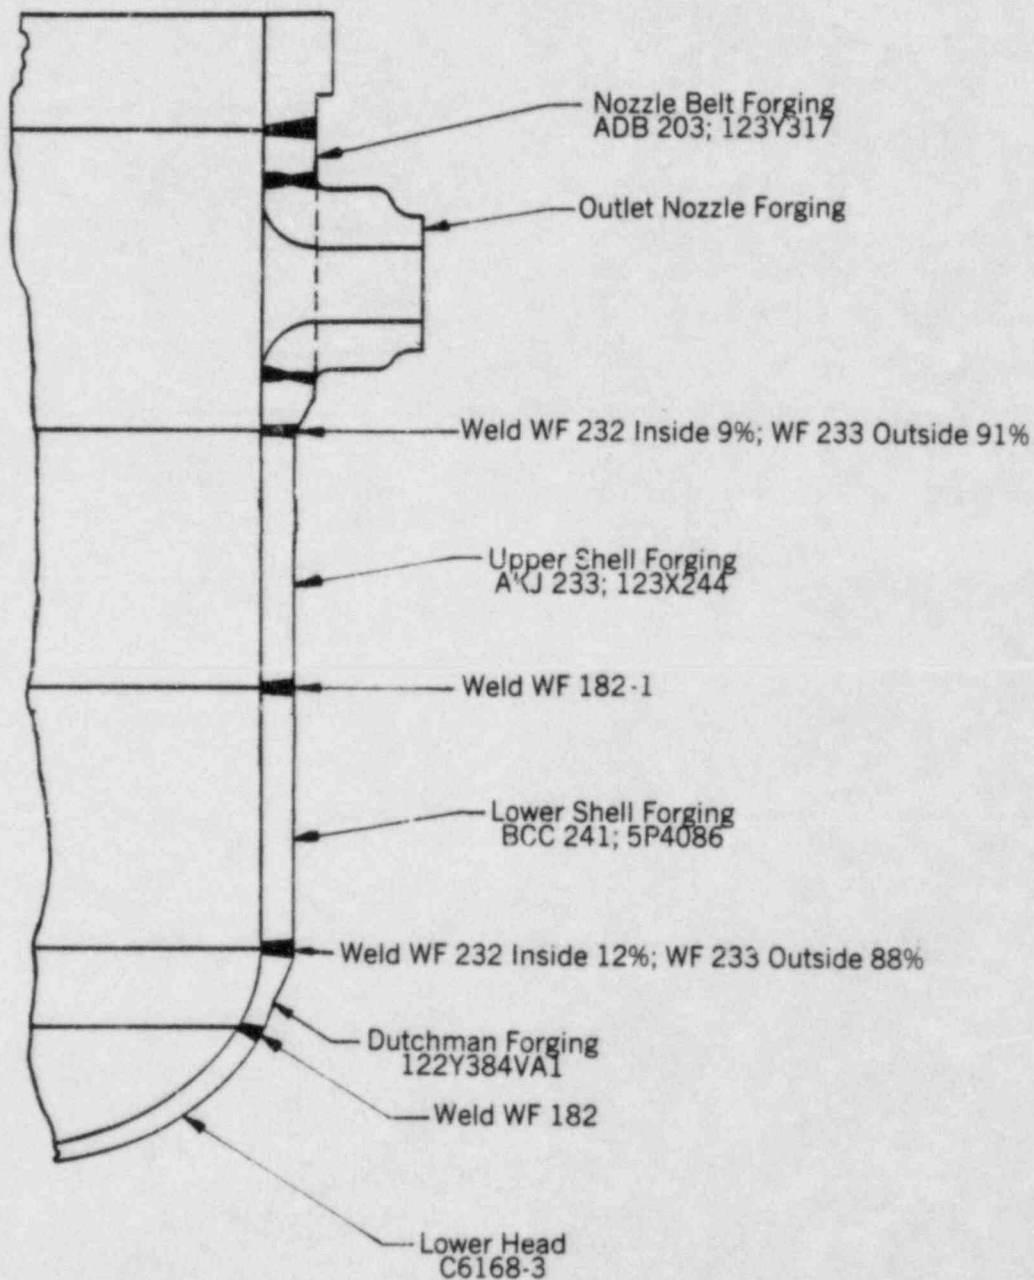 Nozzle Belt Forging
ADB 203; 123Y317
Outlet Nozzle Forging
Weld WF 232 Inside 9%; WF 233 Outside 91%
Upper Shell Forging
AKJ 233; 123X244
Weld WF 182-1
Lower Shell Forging
BCC 241; 5P4086
Weld WF 232 Inside 12%; WF 233 Outside 88%
Dutchman Forging
122Y384VA1
Weld WF 182
Lower Head
C6168-3